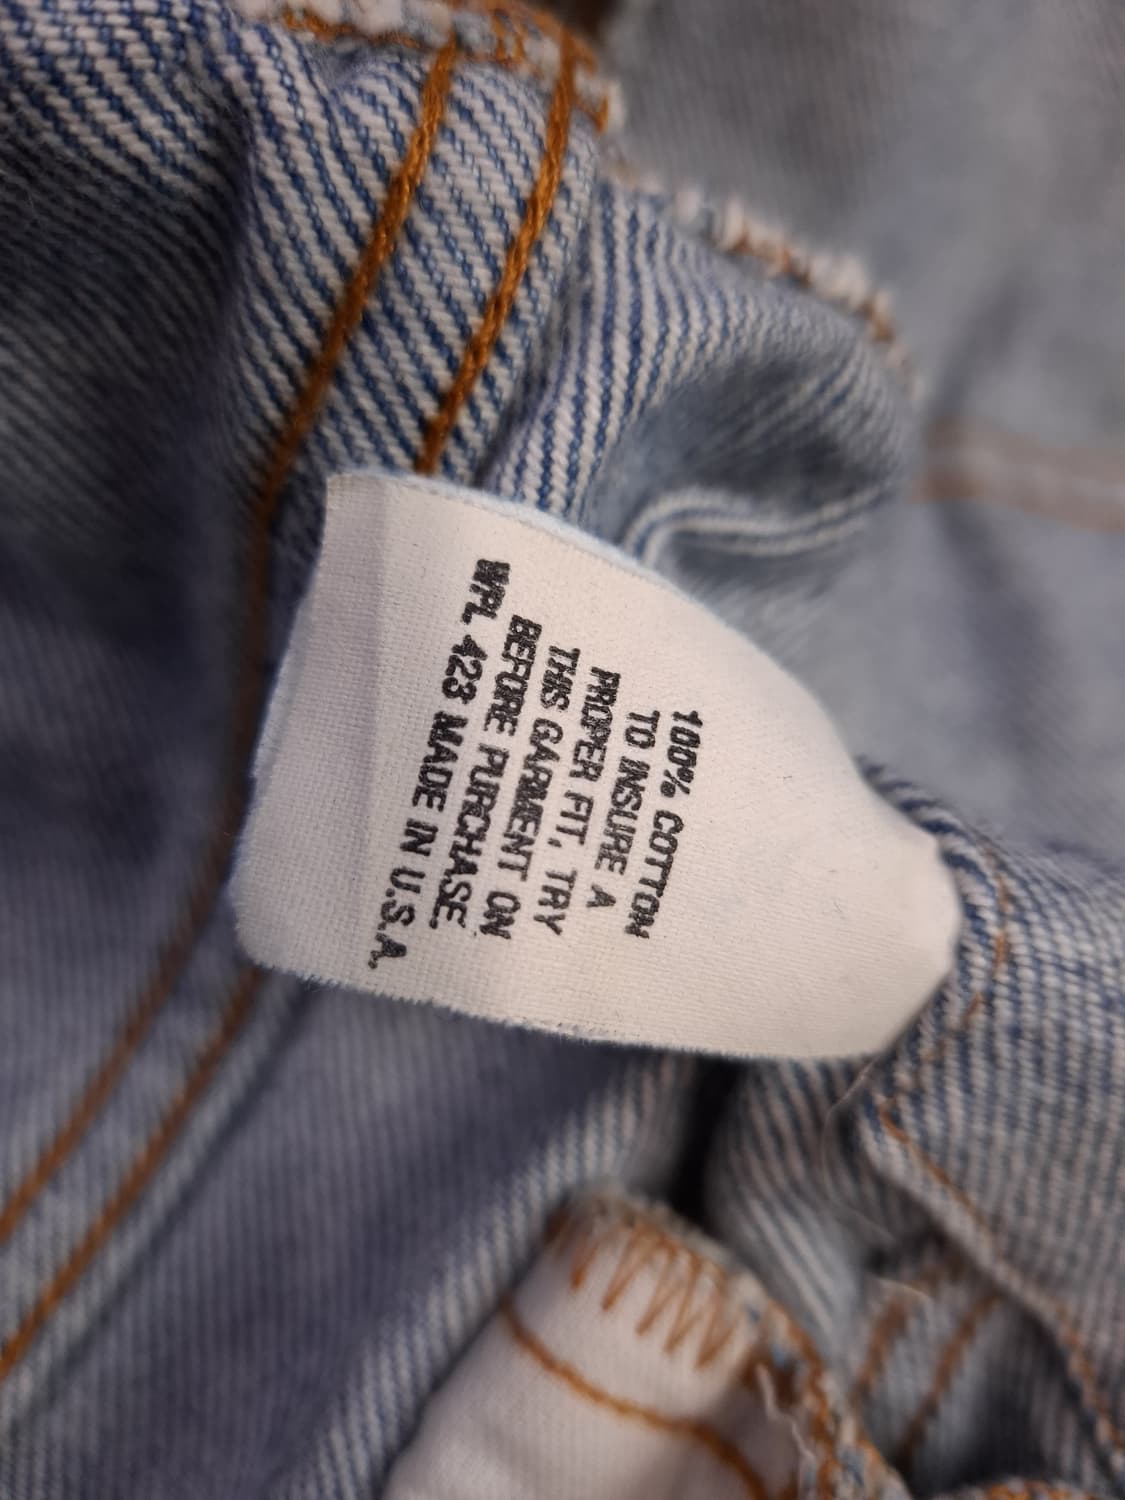 100% COTTON
TO INSURE A
PROPER FIT, TRY
THIS GARMENT ON
BEFORE PURCHASE.
WPL 423 MADE IN U.S.A.